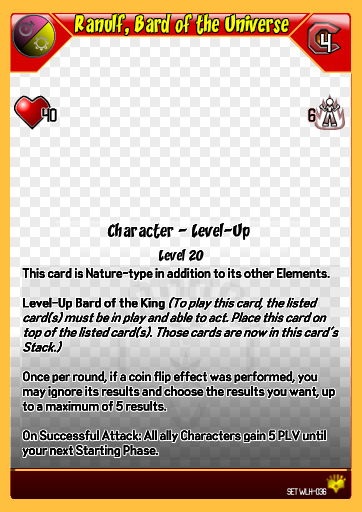 Ranulf, Bard of the Universe
4
40
6
Character - Level-Up
Level 20
This card is Nature-type in addition to its other Elements.
Level-Up Bard of the King (To play this card, the listed
card(s) must be in play and able to act. Place this card on
top of the listed card(s). Those cards are now in this card's
Stack.)
Once per round, if a coin flip effect was performed, you
may ignore its results and choose the results you want, up
to a maximum of 5 results.
On Successful Attack: All ally Characters gain 5 PLV until
your next Starting Phase.
SET WLH-036